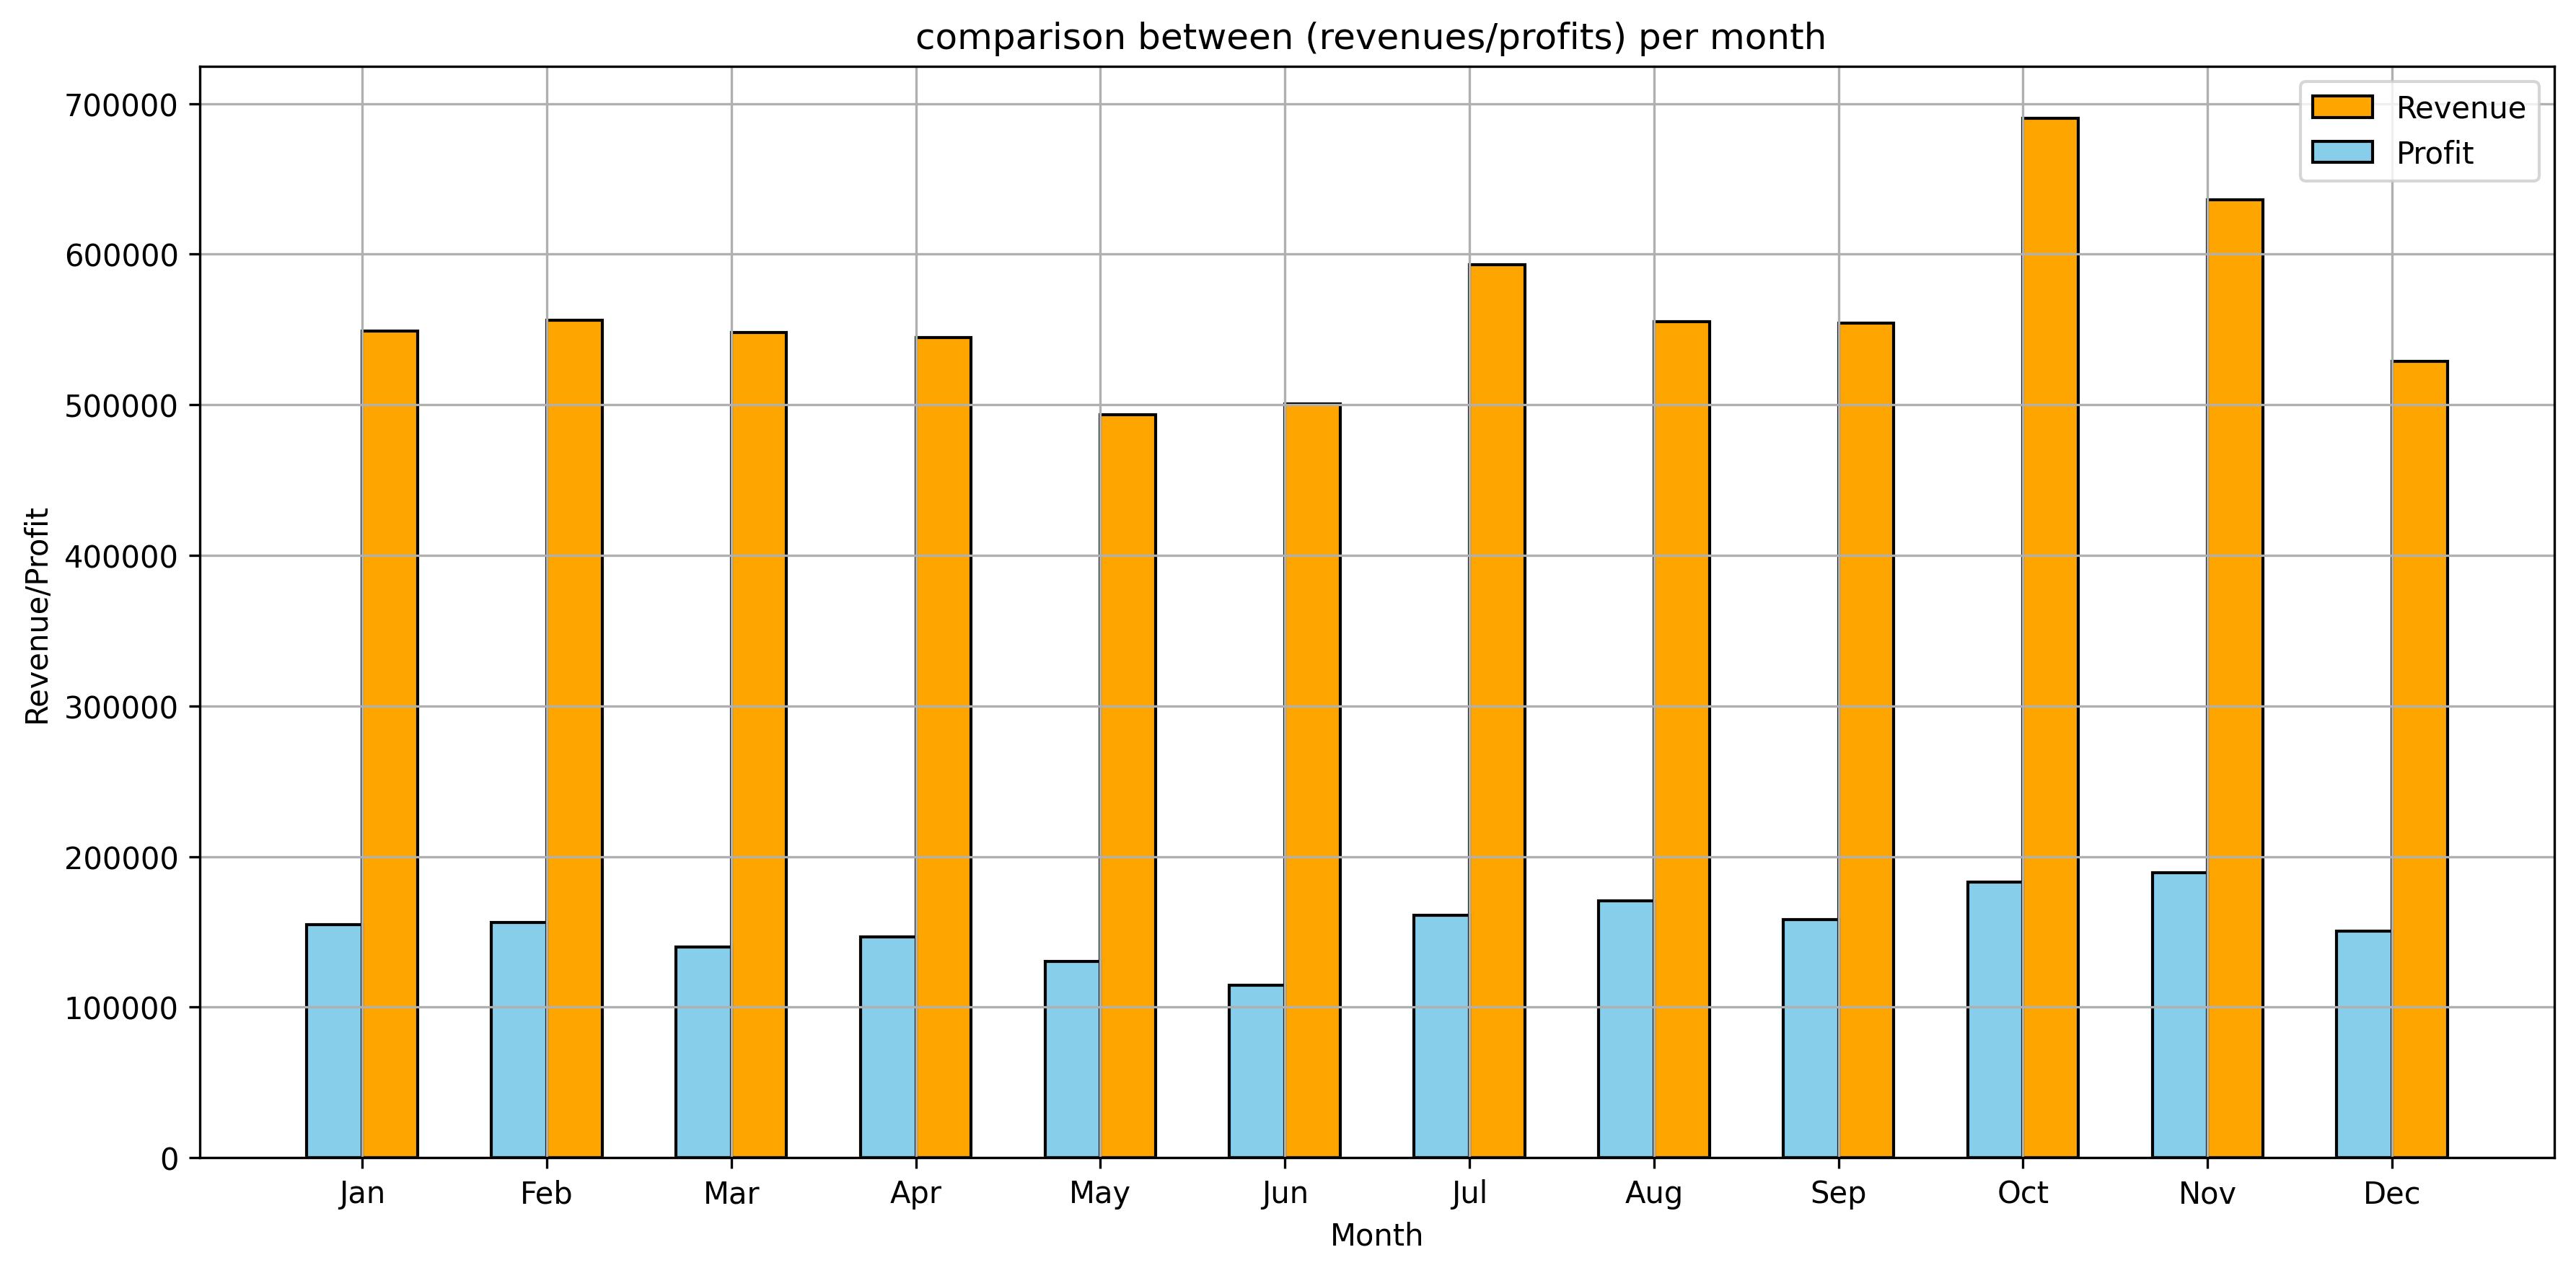 comparison between (revenues/profits) per month
Revenue
Profit
700000
600000
500000
400000
300000
200000
100000
0
Revenue/Profit
Jan Feb Mar Apr May Jun Jul Aug Sep Oct Nov Dec
Month